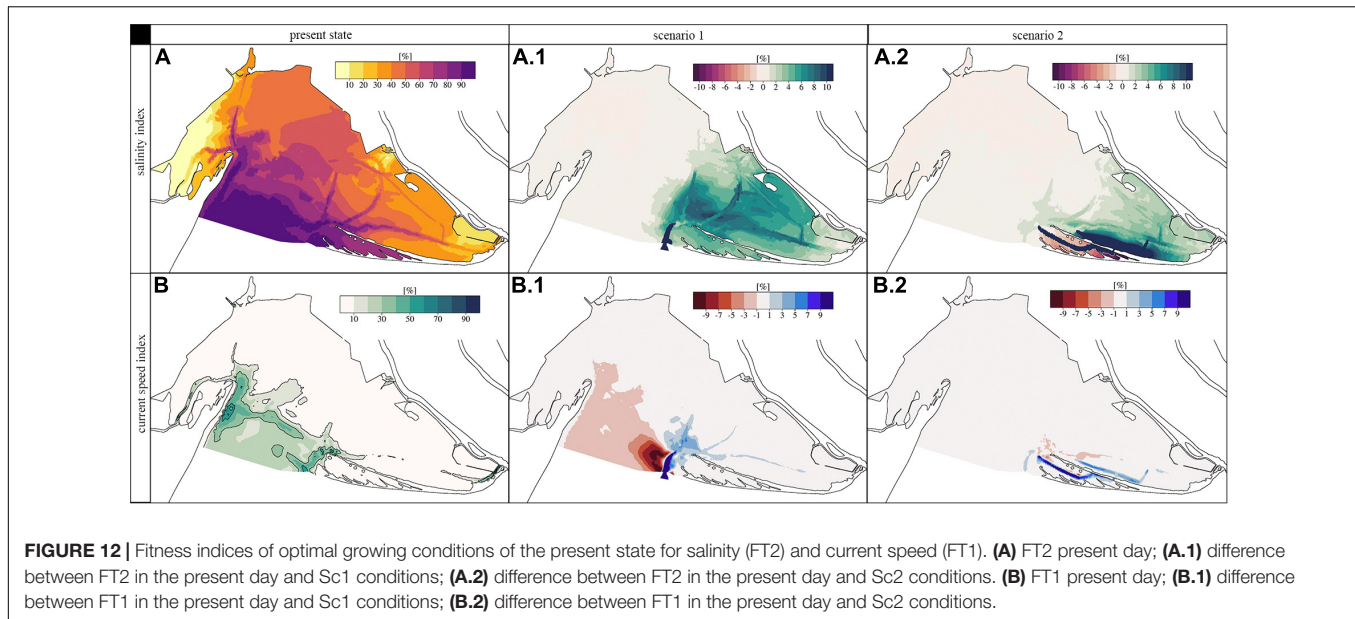 present state
scenario 1
scenario 2
salinity index
A
[%]
10 20 30 40 50 60 70 80 90
A.1
[%]
-10 -8 -6 -4 -2 0 2 4 6 8 10
A.2
[%]
-10 -8 -6 -4 -2 0 2 4 6 8 10
current speed index
B
[%]
10 30 50 70 90
B.1
[%]
-9 -7 -5 -3 -1 1 3 5 7 9
B.2
[%]
-9 -7 -5 -3 -1 1 3 5 7 9
FIGURE 12 | Fitness indices of optimal growing conditions of the present state for salinity (FT2) and current speed (FT1). (A) FT2 present day; (A.1) difference
between FT2 in the present day and Sc1 conditions; (A.2) difference between FT2 in the present day and Sc2 conditions. (B) FT1 present day; (B.1) difference
between FT1 in the present day and Sc1 conditions; (B.2) difference between FT1 in the present day and Sc2 conditions.